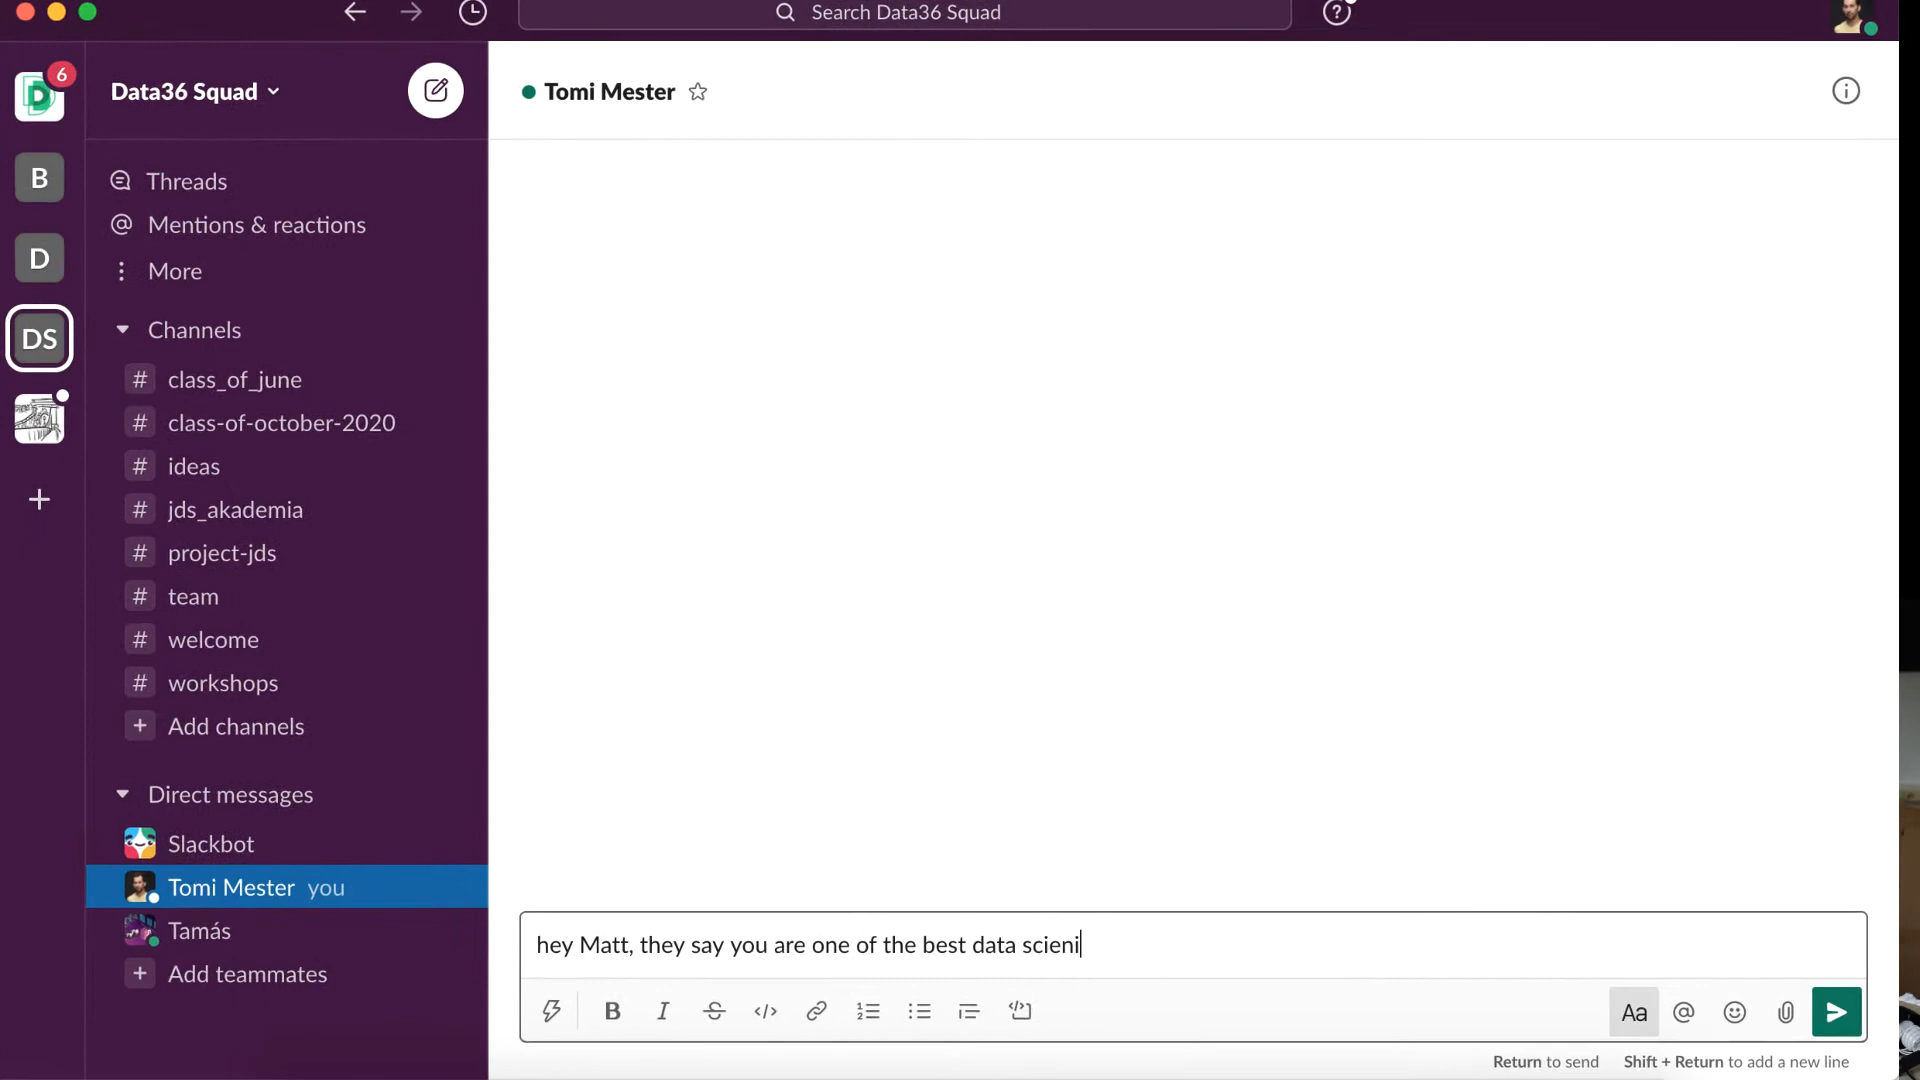 Search Data36 Squad
6
Data36 Squad
Tomi Mester
B
D
DS
Threads
Mentions & reactions
More
Channels
# class_of_june
# class-of-october-2020
# ideas
# jds_akademia
# project-jds
# team
# welcome
# workshops
+ Add channels
Direct messages
Slackbot
Tomi Mester you
Tamás
+ Add teammates
hey Matt, they say you are one of the best data scieni
B I S </> Aa @
Return to send Shift + Return to add a new line